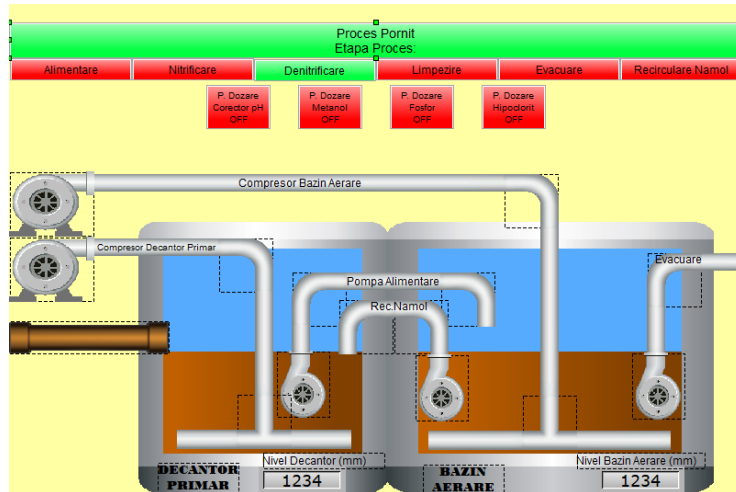 Proces Pornit
Etapa Proces:
Alimentare
Nitrificare
Denitrificare
Limpezire
Evacuare
Recirculare Namol
P. Dozare
Corector pH
OFF
P. Dozare
Metanol
OFF
P. Dozare
Fosfor
OFF
P. Dozare
Hipoclorit
OFF
Compresor Bazin Aerare
Compresor Decantor Primar
Evacuare
Pompa Alimentare
Rec.Namol
Nivel Decantor (mm)
Nivel Bazin Aerare (mm)
DECANTOR
PRIMAR
1234
BAZIN
AERARE
1234